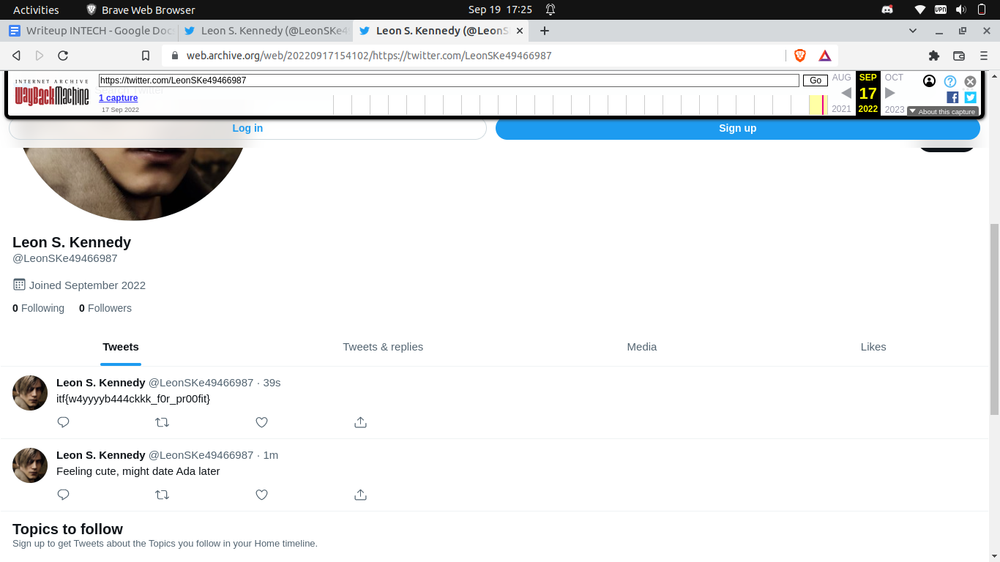 Activities Brave Web Browser Sep 19 17:25 VPN
Writeup INTECH - Google Doc Leon S. Kennedy (@LeonSKe4 Leon S. Kennedy (@LeonS
web.archive.org/web/20220917154102/https://twitter.com/LeonSKe49466987
INTERNET ARCHIVE
WayBackMachine
https://twitter.com/LeonSKe49466987 Go
1 capture
17 Sep 2022
AUG SEP OCT
17
2021 2022 2023
About this capture
Log in Sign up
Leon S. Kennedy
@LeonSKe49466987
Joined September 2022
0 Following 0 Followers
Tweets Tweets & replies Media Likes
Leon S. Kennedy @LeonSKe49466987 · 39s
itf{w4yyyyb444ckkk_f0r_pr00fit}
Leon S. Kennedy @LeonSKe49466987 · 1m
Feeling cute, might date Ada later
Topics to follow
Sign up to get Tweets about the Topics you follow in your Home timeline.